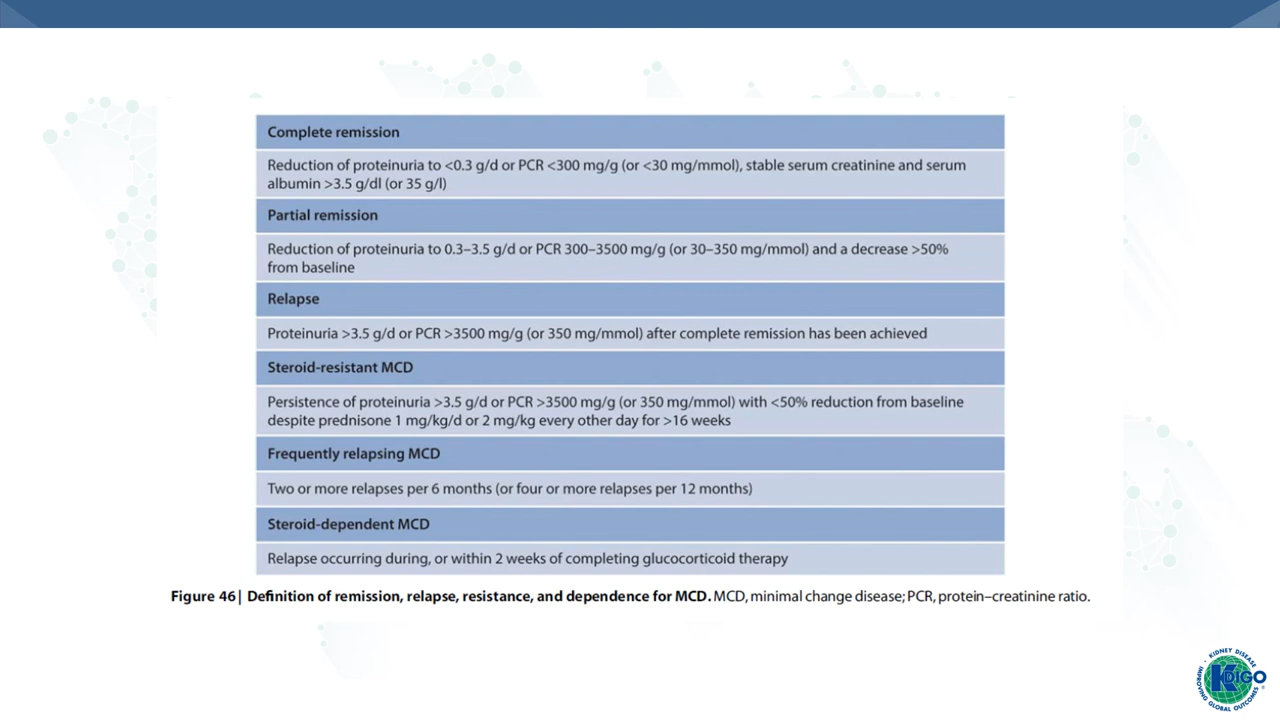 Complete remission
Reduction of proteinuria to <0.3 g/d or PCR <300 mg/g (or <30 mg/mmol), stable serum creatinine and serum
albumin >3.5 g/dl (or 35 g/l)
Partial remission
Reduction of proteinuria to 0.3–3.5 g/d or PCR 300–3500 mg/g (or 30–350 mg/mmol) and a decrease >50%
from baseline
Relapse
Proteinuria >3.5 g/d or PCR >3500 mg/g (or 350 mg/mmol) after complete remission has been achieved
Steroid-resistant MCD
Persistence of proteinuria >3.5 g/d or PCR >3500 mg/g (or 350 mg/mmol) with <50% reduction from baseline
despite prednisone 1 mg/kg/d or 2 mg/kg every other day for >16 weeks
Frequently relapsing MCD
Two or more relapses per 6 months (or four or more relapses per 12 months)
Steroid-dependent MCD
Relapse occurring during, or within 2 weeks of completing glucocorticoid therapy
Figure 46| Definition of remission, relapse, resistance, and dependence for MCD. MCD, minimal change disease; PCR, protein–creatinine ratio.
KIDNEY DISEASE
KDIGO ®
IMPROVING GLOBAL OUTCOMES